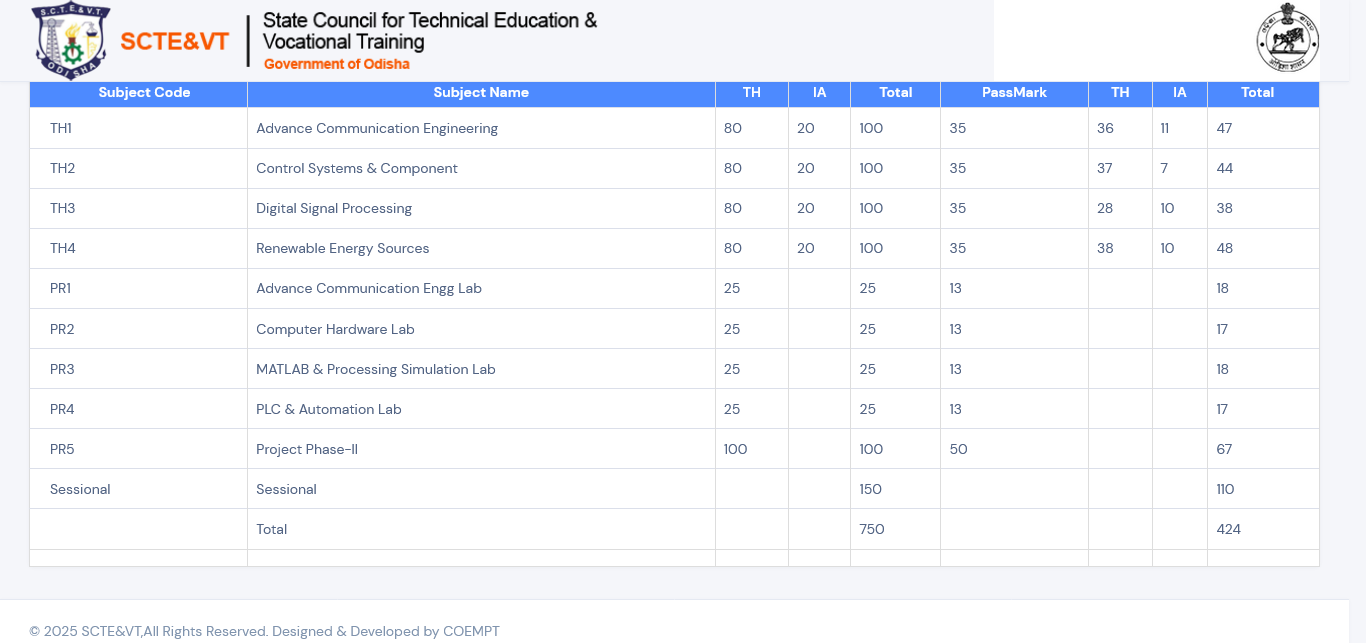 S.C.T.E.&V.T.
ODISHA
SCTE&VT
State Council for Technical Education &
Vocational Training
Government of Odisha
Subject Code Subject Name TH IA Total PassMark TH IA Total
TH1 Advance Communication Engineering 80 20 100 35 36 11 47
TH2 Control Systems & Component 80 20 100 35 37 7 44
TH3 Digital Signal Processing 80 20 100 35 28 10 38
TH4 Renewable Energy Sources 80 20 100 35 38 10 48
PR1 Advance Communication Engg Lab 25 25 13 18
PR2 Computer Hardware Lab 25 25 13 17
PR3 MATLAB & Processing Simulation Lab 25 25 13 18
PR4 PLC & Automation Lab 25 25 13 17
PR5 Project Phase-II 100 100 50 67
Sessional Sessional 150 110
Total 750 424
© 2025 SCTE&VT,All Rights Reserved. Designed & Developed by COEMPT